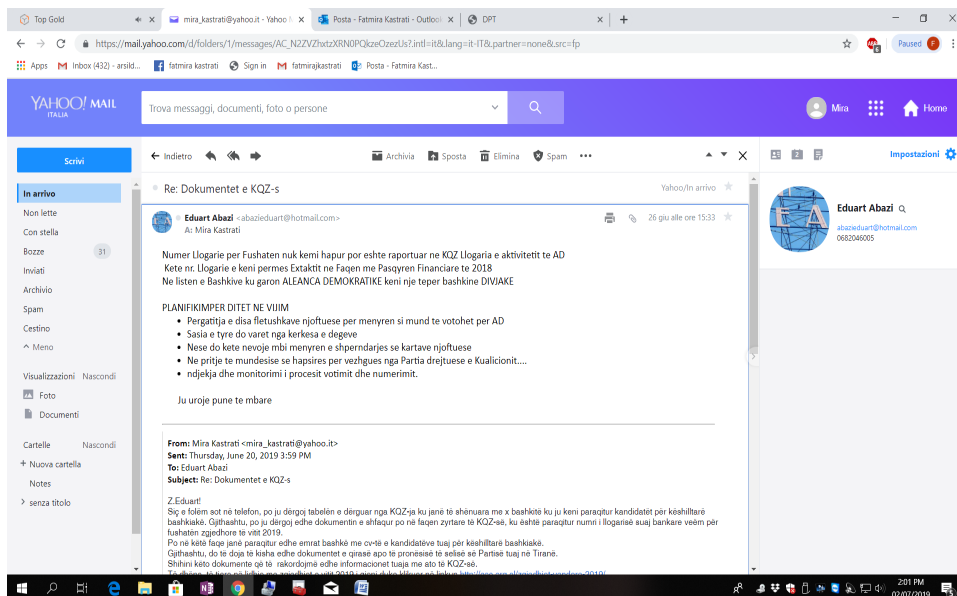 Top Gold
mira_kastrati@yahoo.it - Yahoo M
Posta - Fatmira Kastrati - Outlook
DPT
https://mail.yahoo.com/d/folders/1/messages/AC_N2ZVZhxtzXRN0PQkzeOzezUs?.intl=it&.lang=it-IT&.partner=none&.src=fp
Paused F
Apps Inbox (432) - arsild... fatmira kastrati Sign in fatmirajkastrati Posta - Fatmira Kast...
YAHOO! MAIL
ITALIA
Trova messaggi, documenti, foto o persone
Mira
Home
Scrivi
Indietro
Archivia Sposta Elimina Spam
Impostazioni
In arrivo
Non lette
Con stella
Bozze 31
Inviati
Archivio
Spam
Cestino
Meno
Visualizzazioni Nascondi
Foto
Documenti
Cartelle Nascondi
+ Nuova cartella
Notes
senza titolo
Re: Dokumentet e KQZ-s
Yahoo/In arrivo
Eduart Abazi <abazieduart@hotmail.com>
A: Mira Kastrati
26 giu alle ore 15:33
Numer Llogarie per Fushaten nuk kemi hapur por eshte raportuar ne KQZ Llogaria e aktivitetit te AD
Kete nr. Llogarie e keni permes Extaktit ne Faqen me Pasqyren Financiare te 2018
Ne listen e Bashkive ku garon ALEANCA DEMOKRATIKE keni nje teper bashkine DIVJAKE
PLANIFIKIMPER DITET NE VIJIM
• Pergatitja e disa fletushkave njoftuese per menyren si mund te votohet per AD
• Sasia e tyre do varet nga kerkesa e degeve
• Nese do kete nevoje mbi menyren e shperndarjes se kartave njoftuese
• Ne pritje te mundesise se hapsires per vezhgues nga Partia drejtuese e Kualicionit....
• ndjekja dhe monitorimi i procesit votimit dhe numerimit.
Ju uroje pune te mbare
From: Mira Kastrati <mira_kastrati@yahoo.it>
Sent: Thursday, June 20, 2019 3:59 PM
To: Eduart Abazi
Subject: Re: Dokumentet e KQZ-s
Z.Eduart!
Siç e folëm sot në telefon, po ju dërgoj tabelën e dërguar nga KQZ-ja ku janë të shënuara me x bashkitë ku ju keni paraqitur kandidatët për këshilltarë
bashkiakë. Gjithashtu, po ju dërgoj edhe dokumentin e shfaqur po në faqen zyrtare të KQZ-së, ku është paraqitur numri i llogarisë suaj bankare veëm për
fushatën zgjedhore të vitit 2019.
Po në këtë faqe janë paraqitur edhe emrat bashkë me cv-të e kandidatëve tuaj për këshilltarë bashkiakë.
Gjithashtu, do të doja të kisha edhe dokumentet e qirasë apo të pronësisë të selisë së Partisë tuaj në Tiranë.
Shihini këto dokumente që të rakordojmë edhe informacionet tuaja me ato të KQZ-së.
Eduart Abazi
abazieduart@hotmail.com
0682046005
2:01 PM
02/07/2019